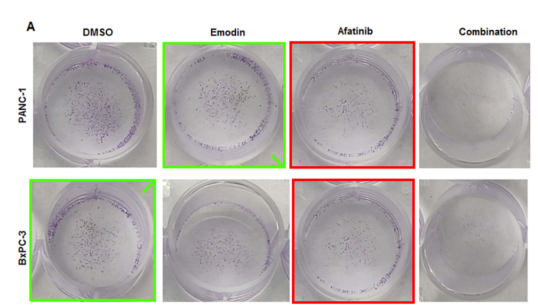 A
DMSO Emodin Afatinib Combination
PANC-1
BxPC-3